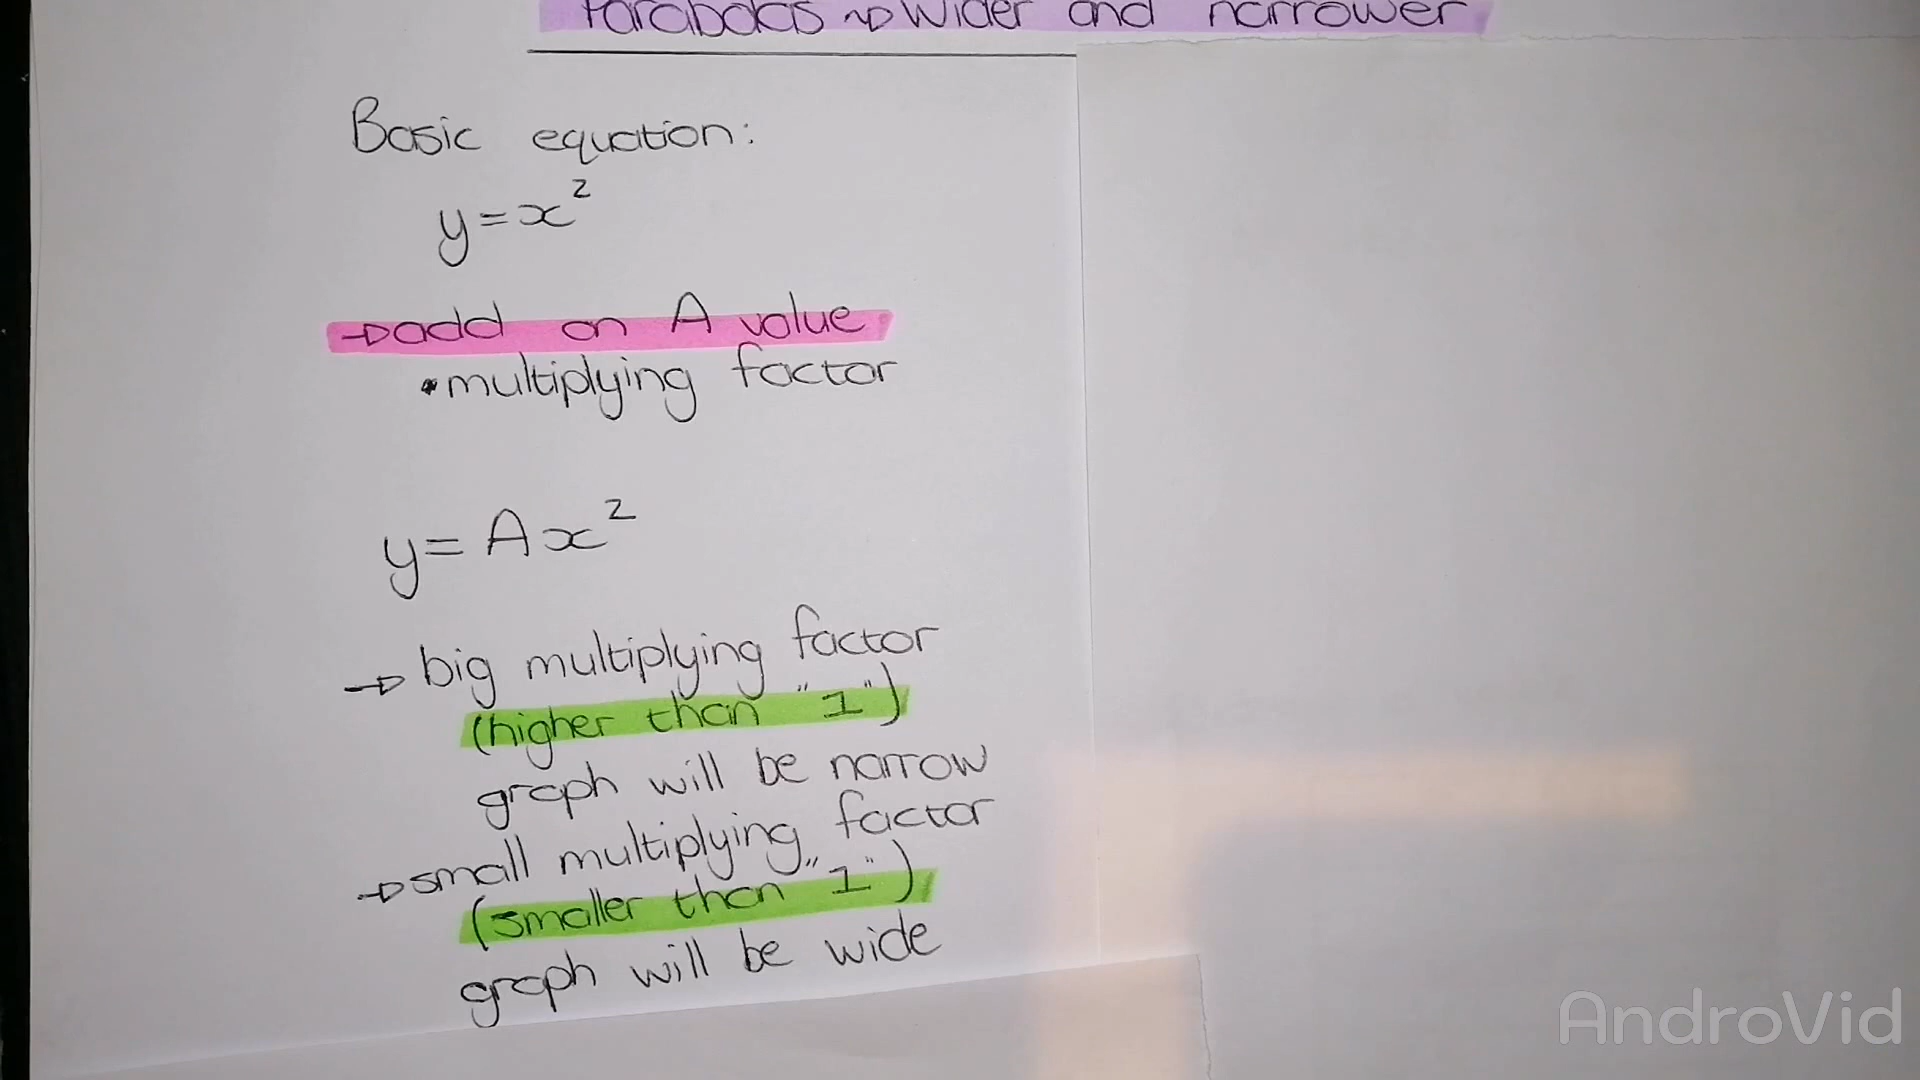 Parabolas → wider and narrower
Basic equation:
y = x²
→ add on A value
• multiplying factor
y = Ax²
→ big multiplying factor
(higher than "1")
graph will be narrow
→ small multiplying factor
(smaller than "1")
graph will be wide
AndroVid